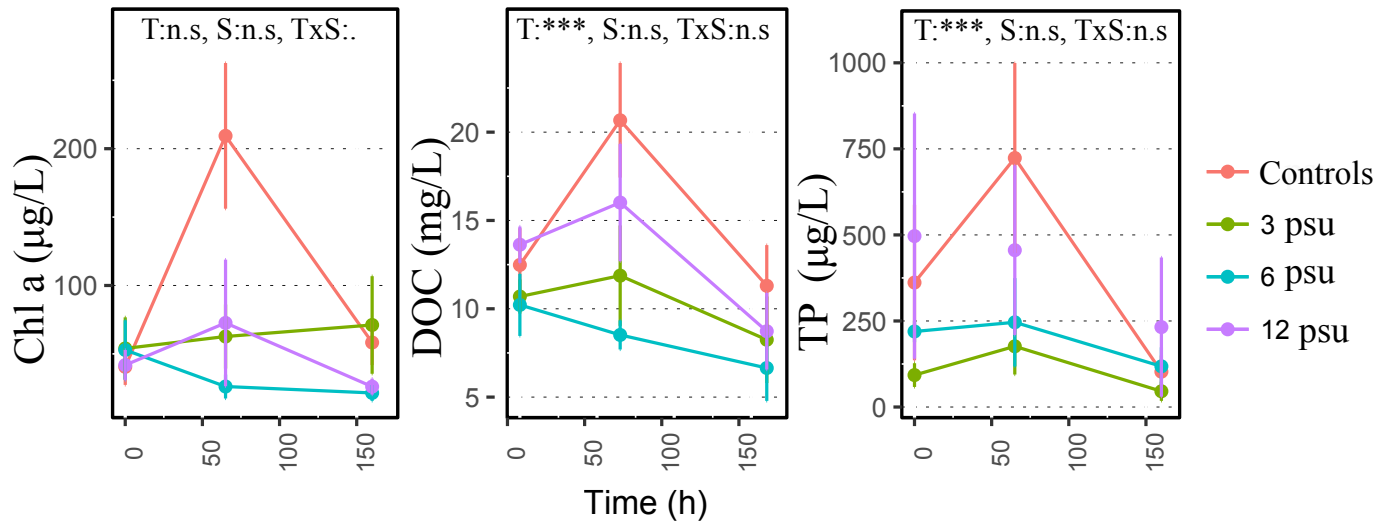 T:n.s, S:n.s, TxS:.
T:***, S:n.s, TxS:n.s
T:***, S:n.s, TxS:n.s
Chl a (µg/L)
200
100
0
50
100
150
DOC (mg/L)
20
15
10
5
0
50
100
150
TP (µg/L)
1000
750
500
250
0
0
50
100
150
Time (h)
Controls
3 psu
6 psu
12 psu